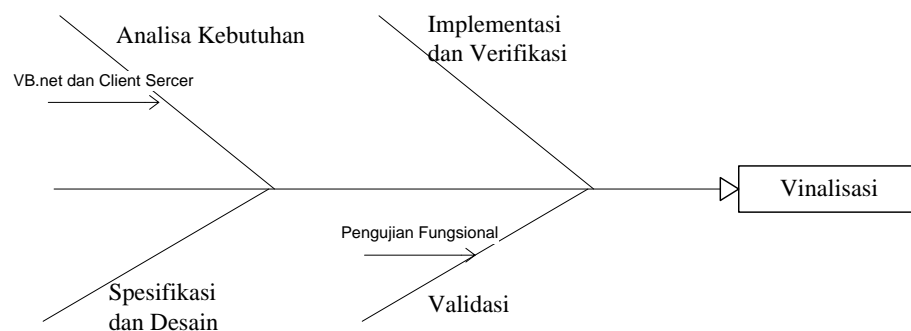 Analisa Kebutuhan
Implementasi
dan Verifikasi
VB.net dan Client Sercer
Vinalisasi
Pengujian Fungsional
Spesifikasi
dan Desain
Validasi